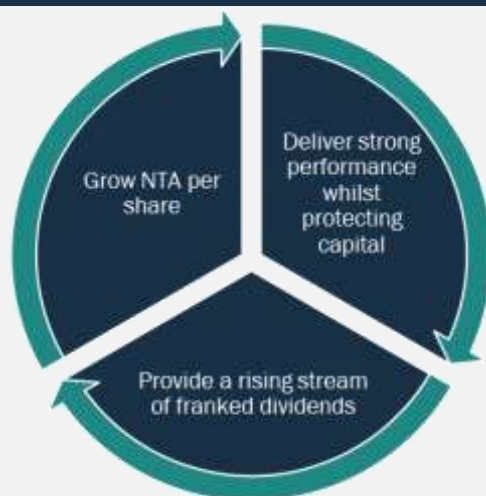 Grow NTA per
share
Deliver strong
performance
whilst
protecting
capital
Provide a rising stream
of franked dividends